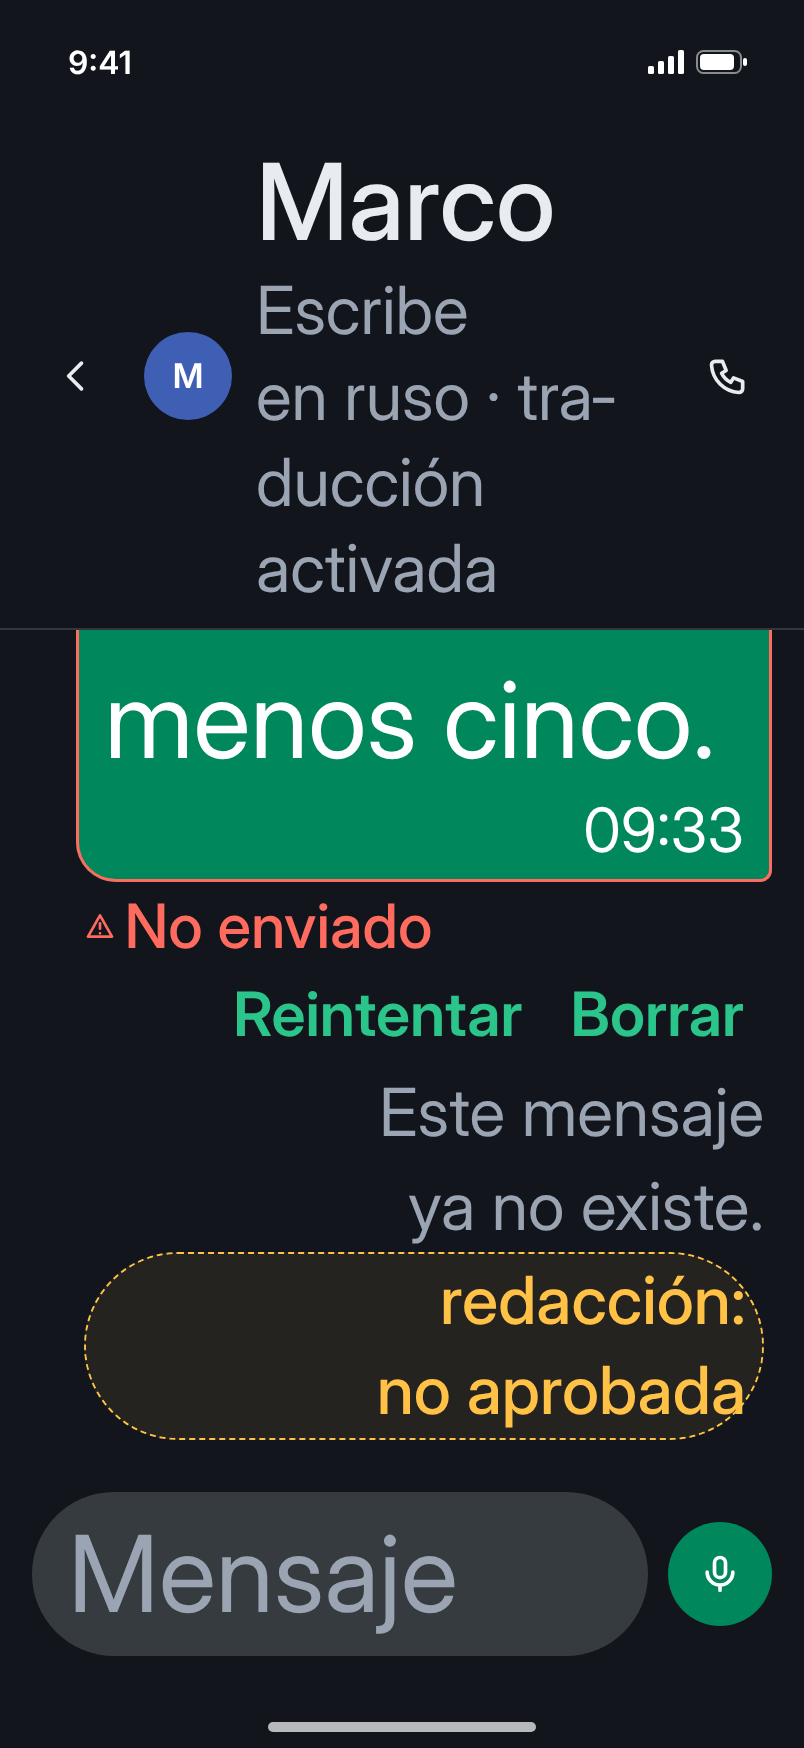 9:41
Marco
M
Escribe
en ruso · tra-
ducción
activada
menos cinco.
09:33
No enviado
Reintentar Borrar
Este mensaje
ya no existe.
redacción:
no aprobada
Mensaje